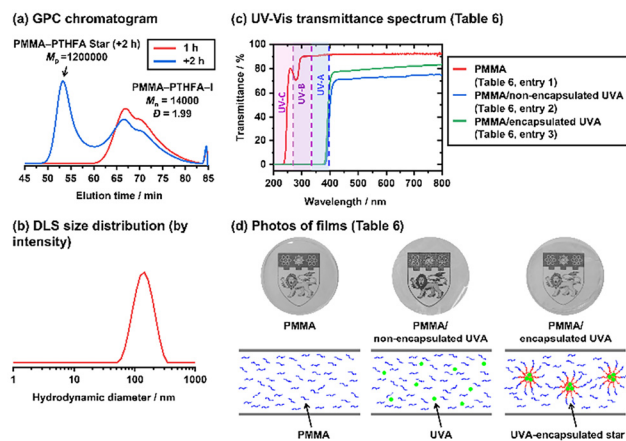 (a) GPC chromatogram
PMMA–PTHFA Star (+2 h)
Mp =1200000
1 h
+2 h
PMMA–PTHFA–I
Mn = 14000
Đ = 1.99
45 50 55 60 65 70 75 80 85
Elution time / min
(b) DLS size distribution (by
intensity)
1 10 100 1000
Hydrodynamic diameter / nm
(c) UV-Vis transmittance spectrum (Table 6)
100
80
60
40
20
0
Transmittance / %
UV-C
UV-B
UV-A
200 300 400 500 600 700 800
Wavelength / nm
PMMA
(Table 6, entry 1)
PMMA/non-encapsulated UVA
(Table 6, entry 2)
PMMA/encapsulated UVA
(Table 6, entry 3)
(d) Photos of films (Table 6)
PMMA
PMMA/
non-encapsulated UVA
PMMA/
encapsulated UVA
PMMA
UVA
UVA-encapsulated star